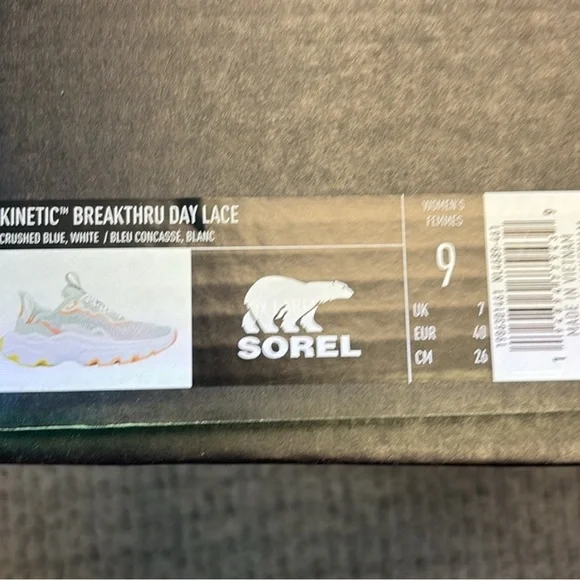 KINETIC™ BREAKTHRU DAY LACE
CRUSHED BLUE, WHITE / BLEU CONCASSÉ, BLANC
SOREL
WOMEN'S
FEMMES
9
UK 7
EUR 40
CM 26
MADE IN VIETNAM